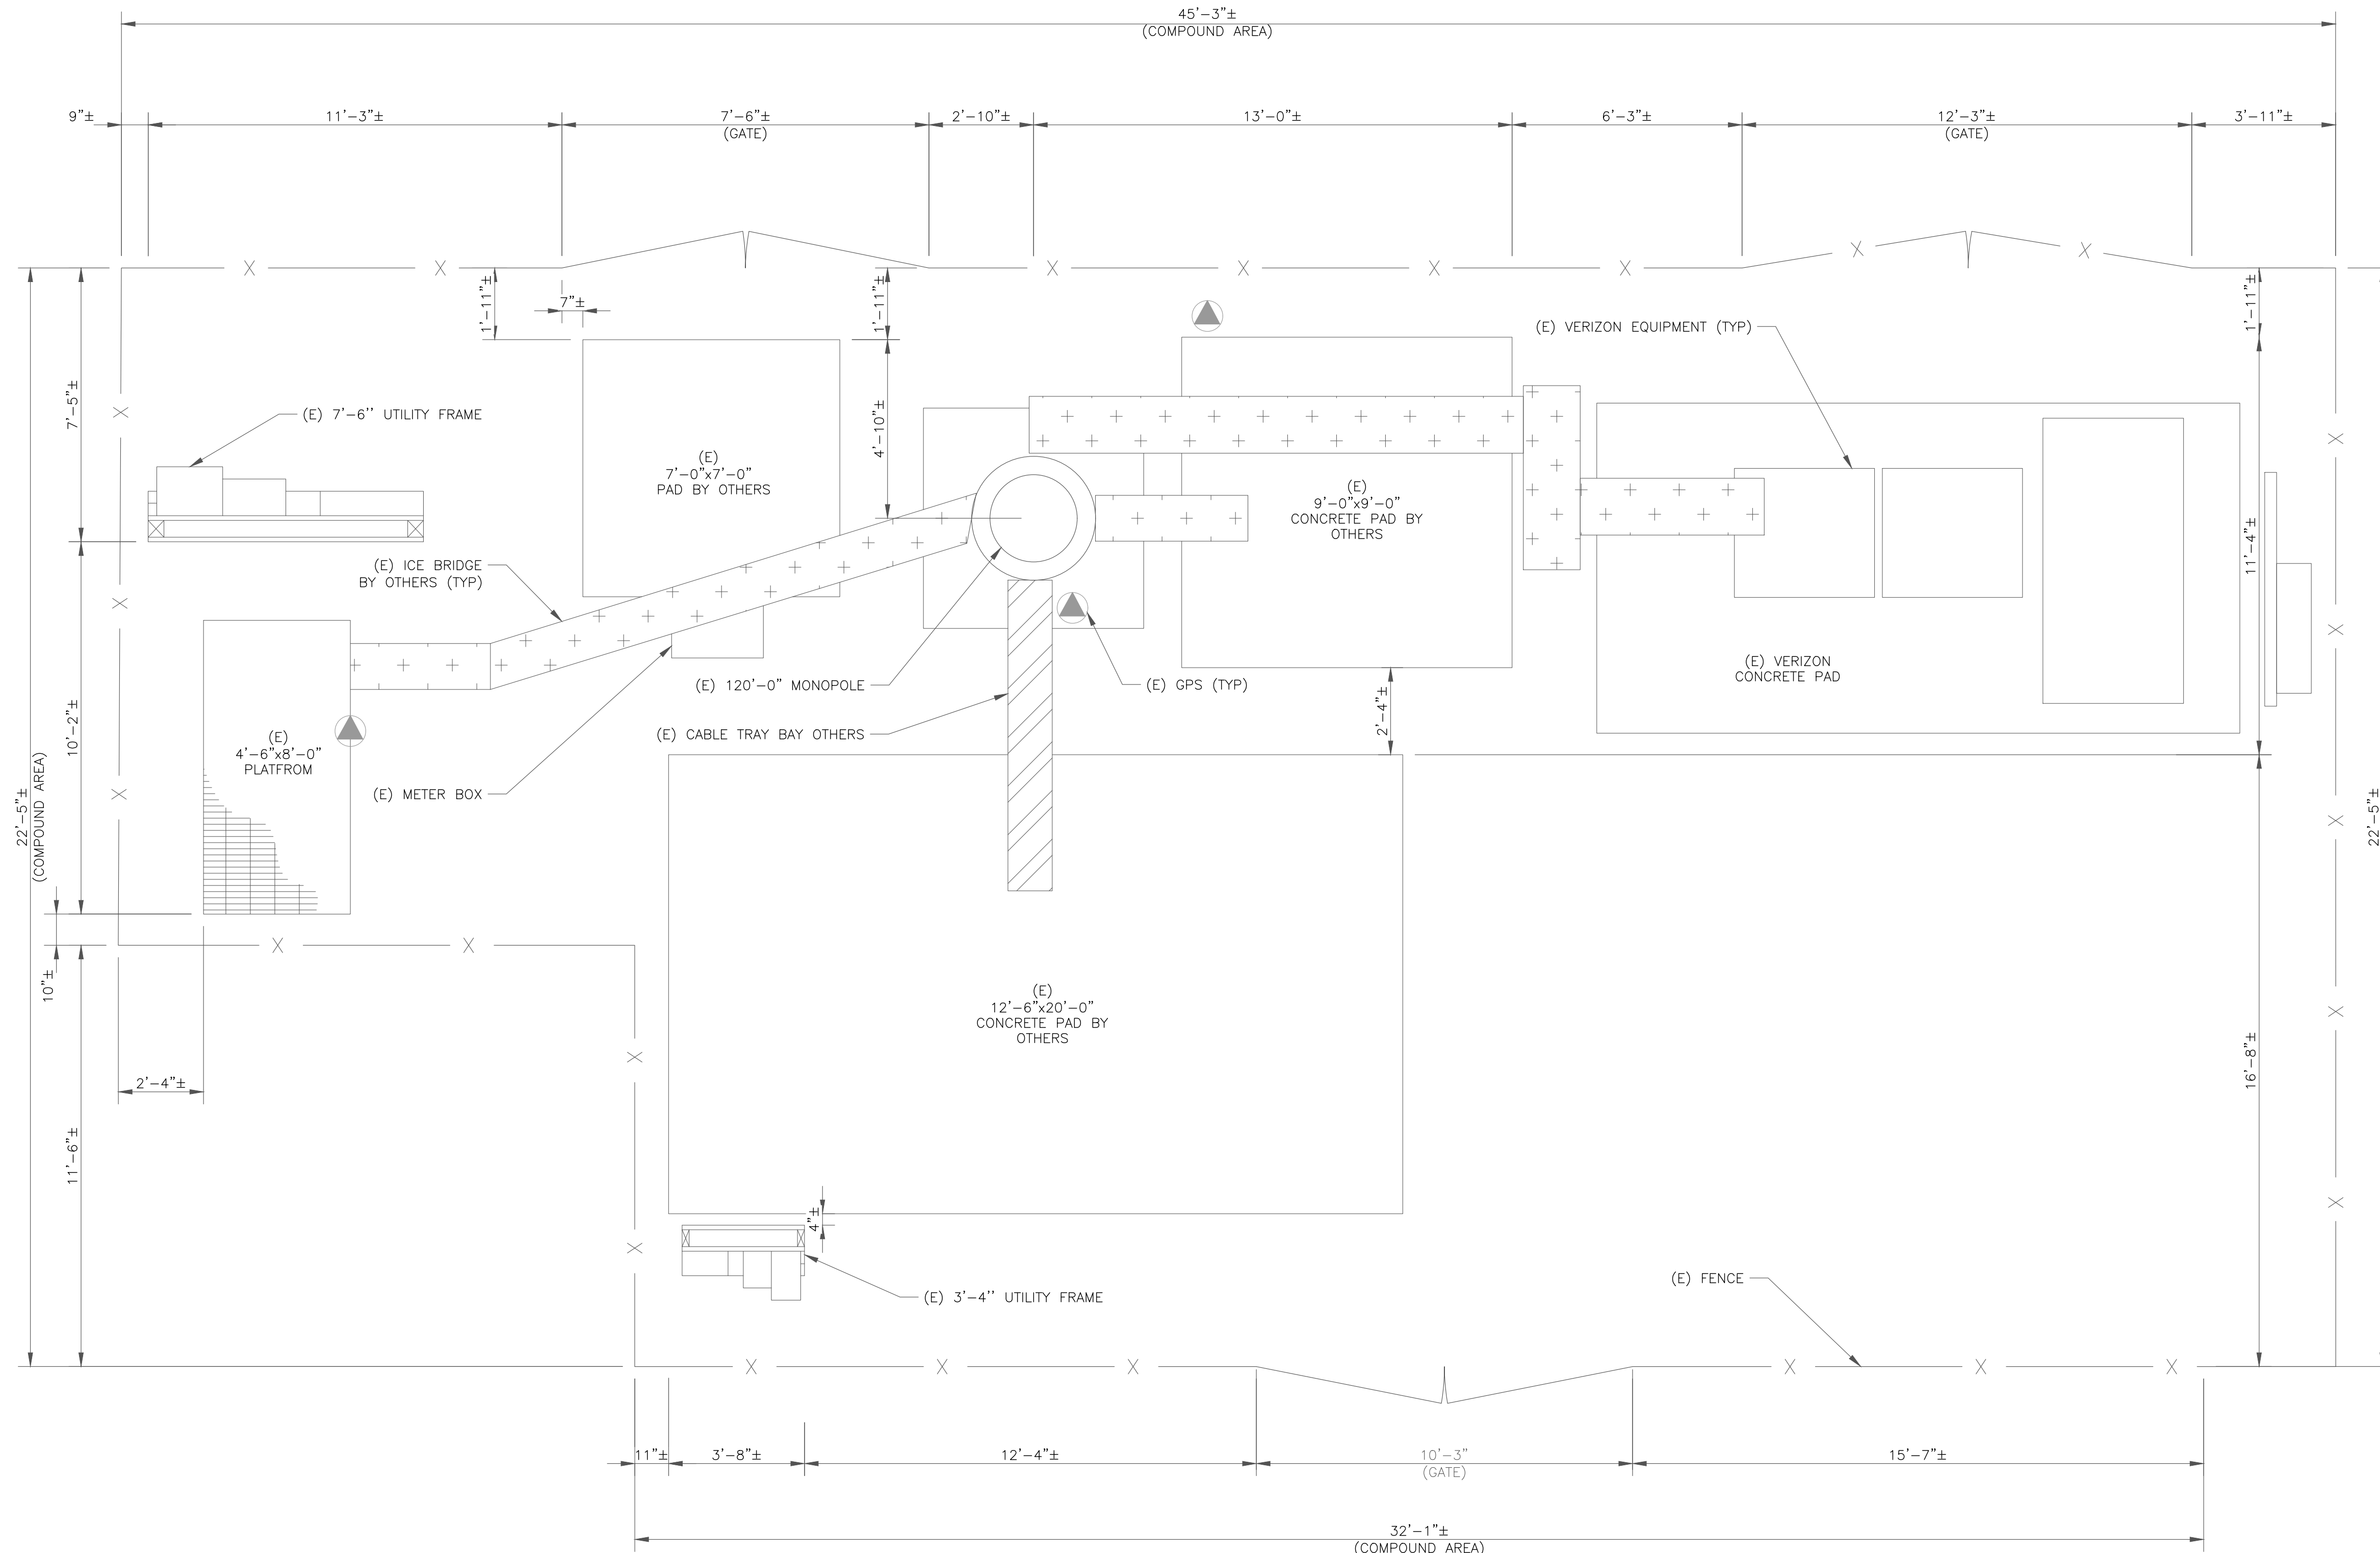 45'-3"±
(COMPOUND AREA)
9"±
11'-3"±
7'-6"±
(GATE)
2'-10"±
13'-0"±
6'-3"±
12'-3"±
(GATE)
3'-11"±
1'-11"±
7"±
1'-11"±
1'-11"±
(E) VERIZON EQUIPMENT (TYP)
7'-5"±
(E) 7'-6'' UTILITY FRAME
4'-10"±
(E)
7'-0"x7'-0"
PAD BY OTHERS
(E)
9'-0"x9'-0"
CONCRETE PAD BY
OTHERS
11'-4"±
(E) ICE BRIDGE
BY OTHERS (TYP)
(E) VERIZON
CONCRETE PAD
(E) 120'-0" MONOPOLE
(E) GPS (TYP)
2'-4"±
10'-2"±
(E) CABLE TRAY BAY OTHERS
(E)
4'-6"x8'-0"
PLATFROM
(E) METER BOX
22'-5"±
(COMPOUND AREA)
22'-5"±
10"±
(E)
12'-6"x20'-0"
CONCRETE PAD BY
OTHERS
16'-8"±
2'-4"±
11'-6"±
4"±
(E) FENCE
(E) 3'-4'' UTILITY FRAME
11"±
3'-8"±
12'-4"±
10'-3"
(GATE)
15'-7"±
32'-1"±
(COMPOUND AREA)